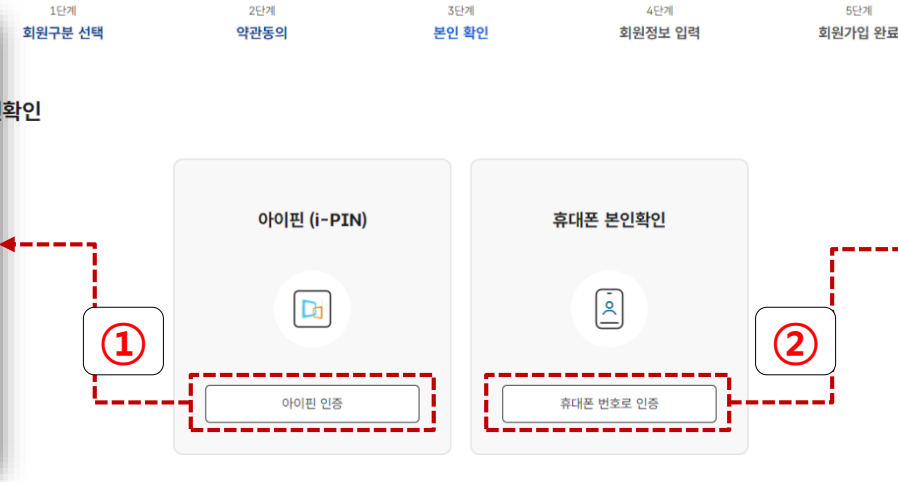 1단계 2단계 3단계 4단계 5단계
회원구분 선택 약관동의 본인 확인 회원정보 입력 회원가입 완료
확인
아이핀 (i-PIN) 휴대폰 본인확인
① ②
아이핀 인증 휴대폰 번호로 인증